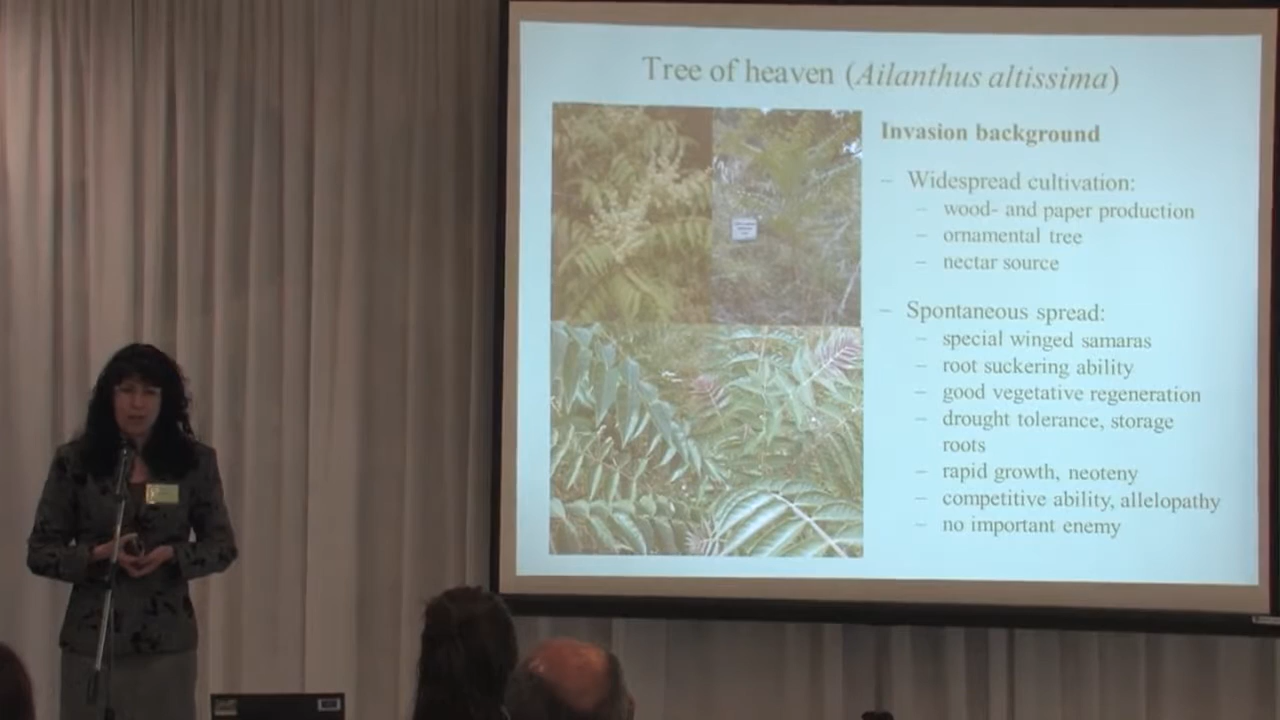 Tree of heaven (Ailanthus altissima)
Invasion background
– Widespread cultivation:
– wood- and paper production
– ornamental tree
– nectar source
– Spontaneous spread:
– special winged samaras
– root suckering ability
– good vegetative regeneration
– drought tolerance, storage
roots
– rapid growth, neoteny
– competitive ability, allelopathy
– no important enemy